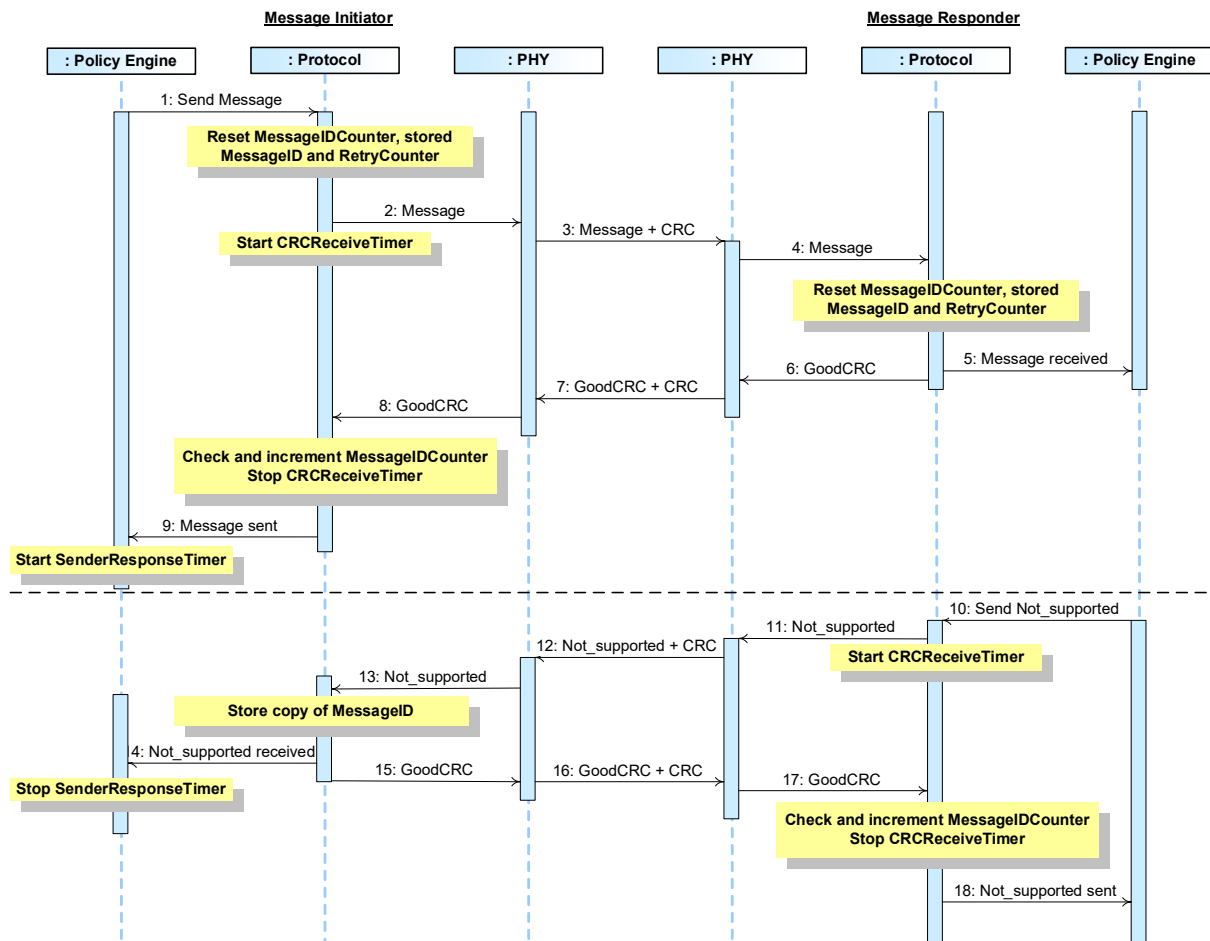 Message Initiator
Message Responder
: Policy Engine
: Protocol
: PHY
: PHY
: Protocol
: Policy Engine
1: Send Message
Reset MessageIDCounter, stored
MessageID and RetryCounter
2: Message
Start CRCReceiveTimer
3: Message + CRC
4: Message
Reset MessageIDCounter, stored
MessageID and RetryCounter
5: Message received
6: GoodCRC
7: GoodCRC + CRC
8: GoodCRC
Check and increment MessageIDCounter
Stop CRCReceiveTimer
9: Message sent
Start SenderResponseTimer
10: Send Not_supported
11: Not_supported
Start CRCReceiveTimer
12: Not_supported + CRC
13: Not_supported
Store copy of MessageID
4: Not_supported received
Stop SenderResponseTimer
15: GoodCRC
16: GoodCRC + CRC
17: GoodCRC
Check and increment MessageIDCounter
Stop CRCReceiveTimer
18: Not_supported sent